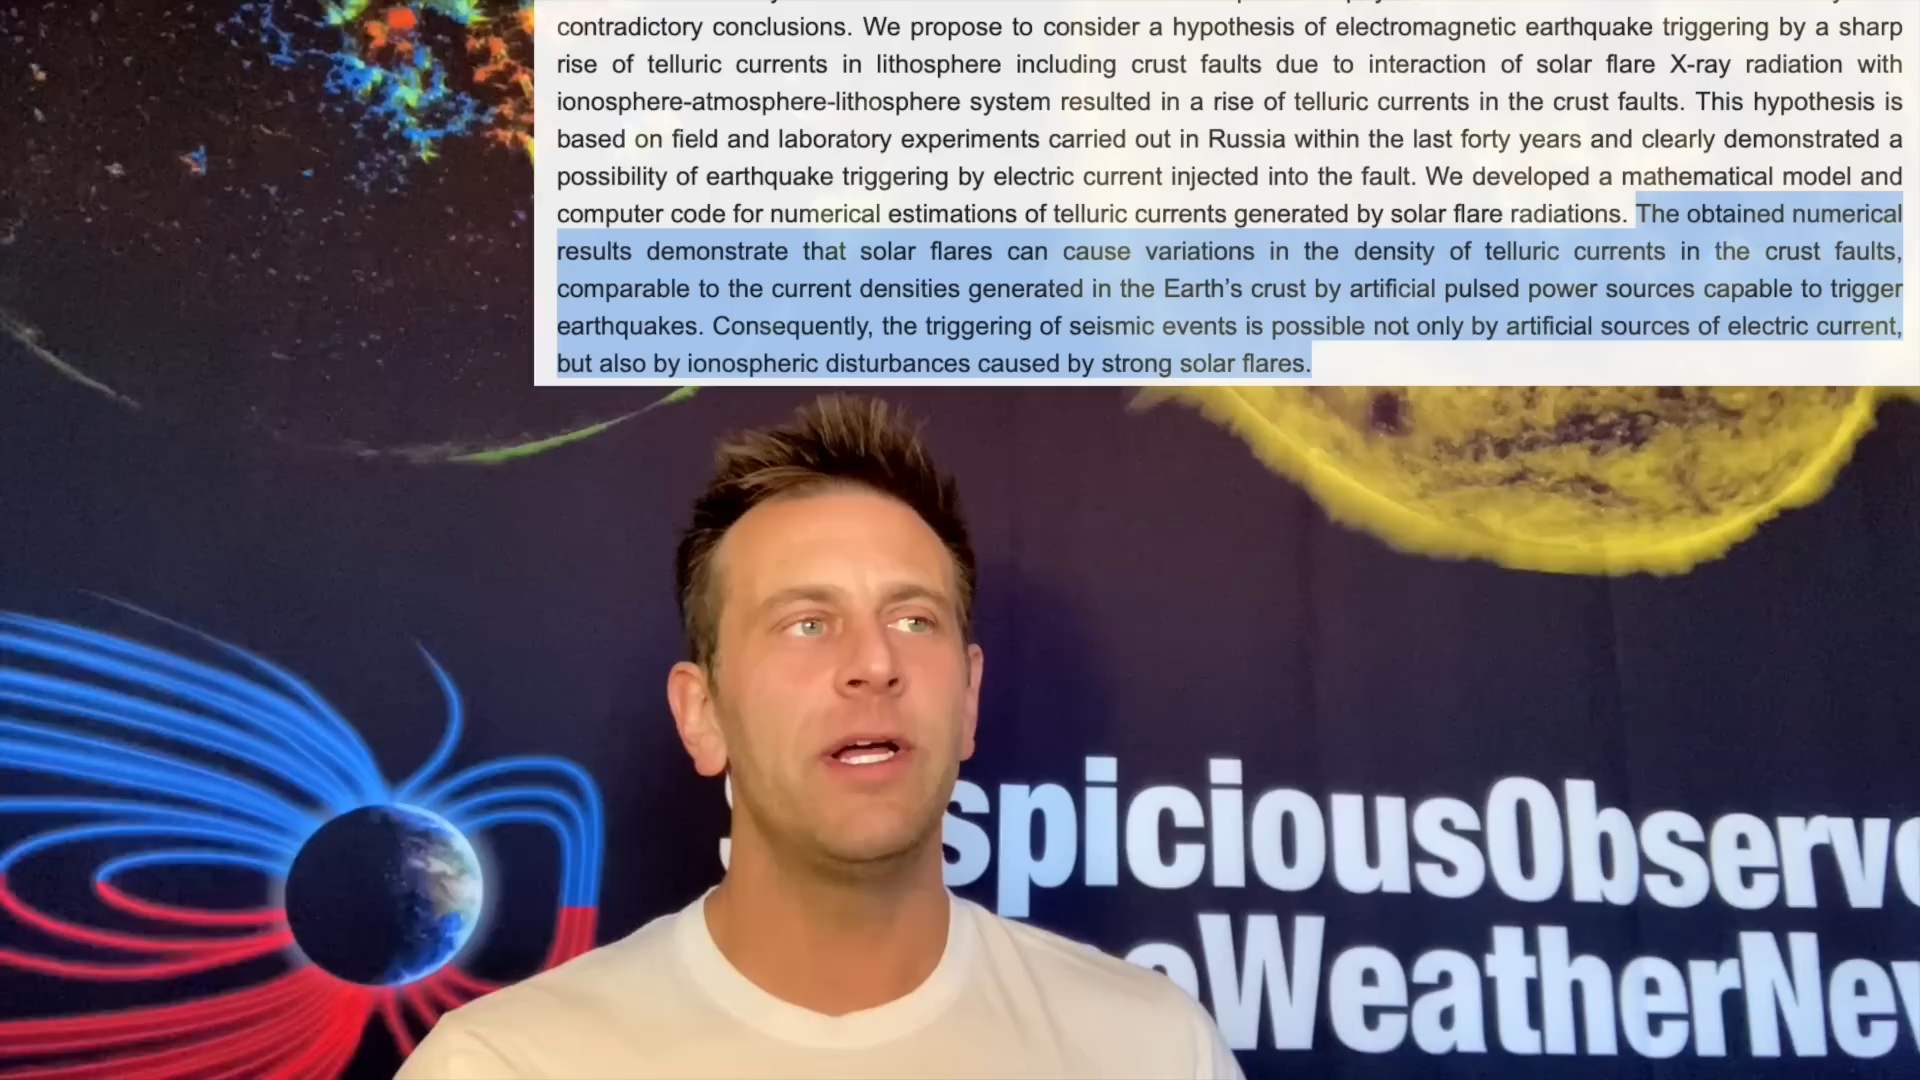 contradictory conclusions. We propose to consider a hypothesis of electromagnetic earthquake triggering by a sharp
rise of telluric currents in lithosphere including crust faults due to interaction of solar flare X-ray radiation with
ionosphere-atmosphere-lithosphere system resulted in a rise of telluric currents in the crust faults. This hypothesis is
based on field and laboratory experiments carried out in Russia within the last forty years and clearly demonstrated a
possibility of earthquake triggering by electric current injected into the fault. We developed a mathematical model and
computer code for numerical estimations of telluric currents generated by solar flare radiations. The obtained numerical
results demonstrate that solar flares can cause variations in the density of telluric currents in the crust faults,
comparable to the current densities generated in the Earth's crust by artificial pulsed power sources capable to trigger
earthquakes. Consequently, the triggering of seismic events is possible not only by artificial sources of electric current,
but also by ionospheric disturbances caused by strong solar flares.
spiciousObserve
eWeatherNew